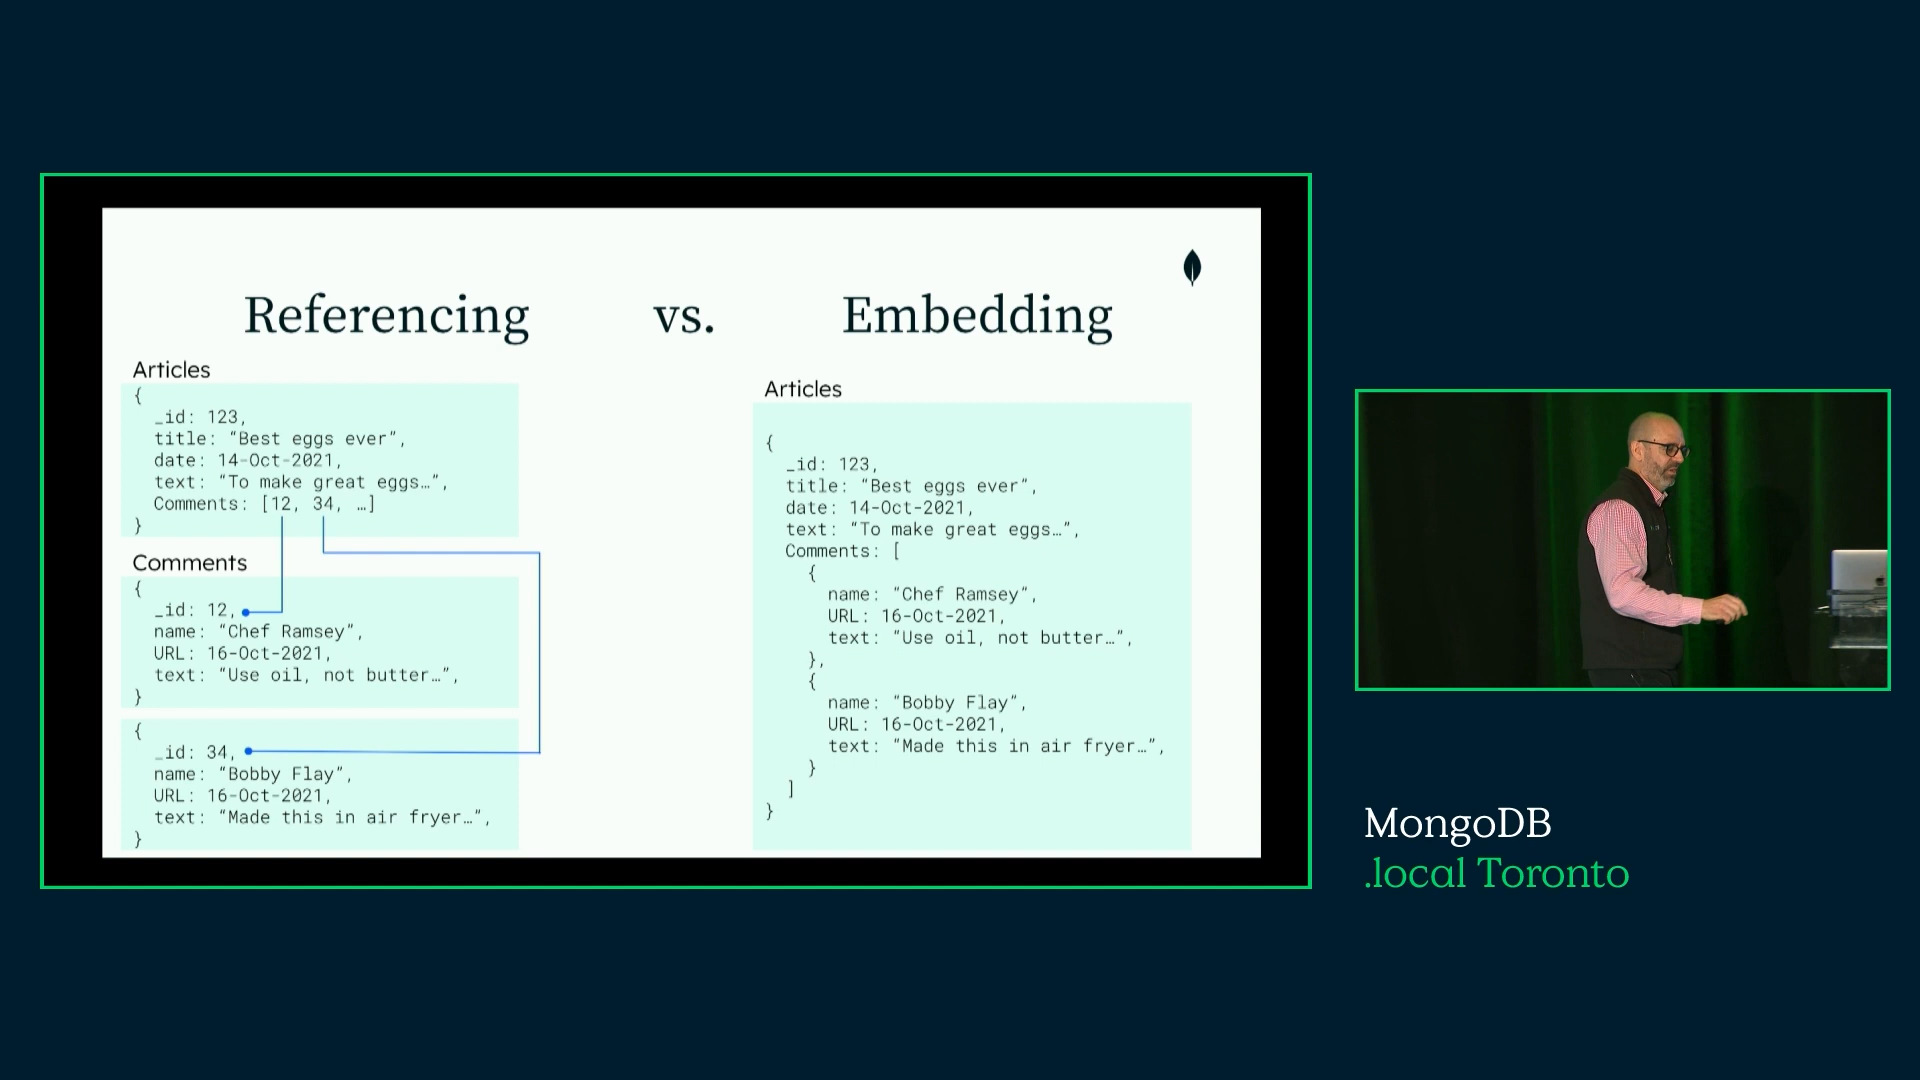 Referencing vs. Embedding
Articles
{
_id: 123,
title: “Best eggs ever”,
date: 14-Oct-2021,
text: “To make great eggs…”,
Comments: [12, 34, …]
}
Comments
{
_id: 12,
name: “Chef Ramsey”,
URL: 16-Oct-2021,
text: “Use oil, not butter…”,
}
{
_id: 34,
name: “Bobby Flay”,
URL: 16-Oct-2021,
text: “Made this in air fryer…”,
}
Articles
{
_id: 123,
title: “Best eggs ever”,
date: 14-Oct-2021,
text: “To make great eggs…”,
Comments: [
{
name: “Chef Ramsey”,
URL: 16-Oct-2021,
text: “Use oil, not butter…”,
},
{
name: “Bobby Flay”,
URL: 16-Oct-2021,
text: “Made this in air fryer…”,
}
]
}
MongoDB
.local Toronto